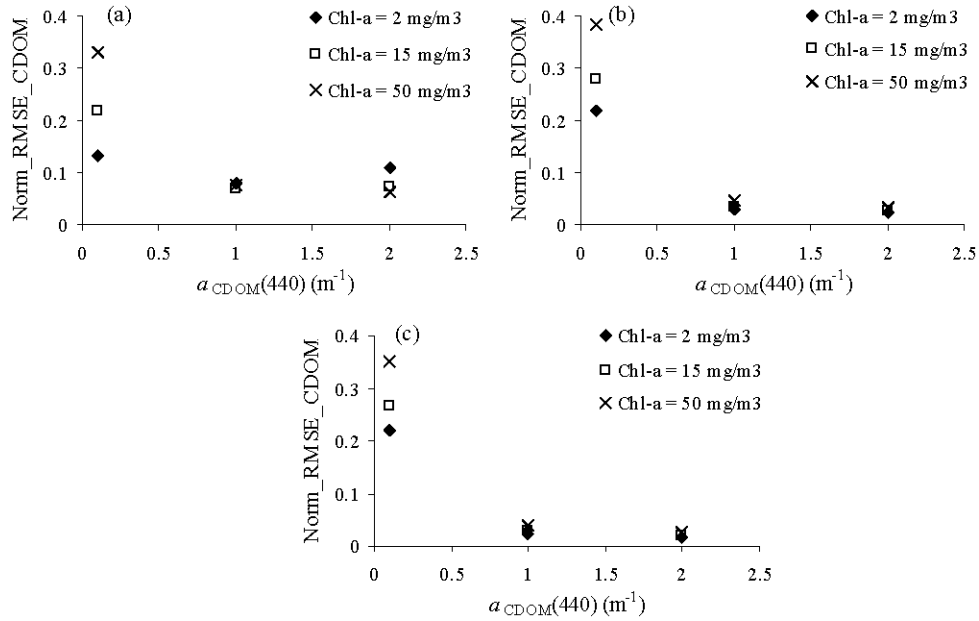 (a)
Norm_RMSE_CDOM
0.4
0.3
0.2
0.1
0
Chl-a = 2 mg/m3
Chl-a = 15 mg/m3
Chl-a = 50 mg/m3
0 0.5 1 1.5 2 2.5
a CDOM(440) (m-1)
(b)
Norm_RMSE_CDOM
0.4
0.3
0.2
0.1
0
Chl-a = 2 mg/m3
Chl-a = 15 mg/m3
Chl-a = 50 mg/m3
0 0.5 1 1.5 2 2.5
a CDOM(440) (m-1)
(c)
Norm_RMSE_CDOM
0.4
0.3
0.2
0.1
0
Chl-a = 2 mg/m3
Chl-a = 15 mg/m3
Chl-a = 50 mg/m3
0 0.5 1 1.5 2 2.5
a CDOM(440) (m-1)